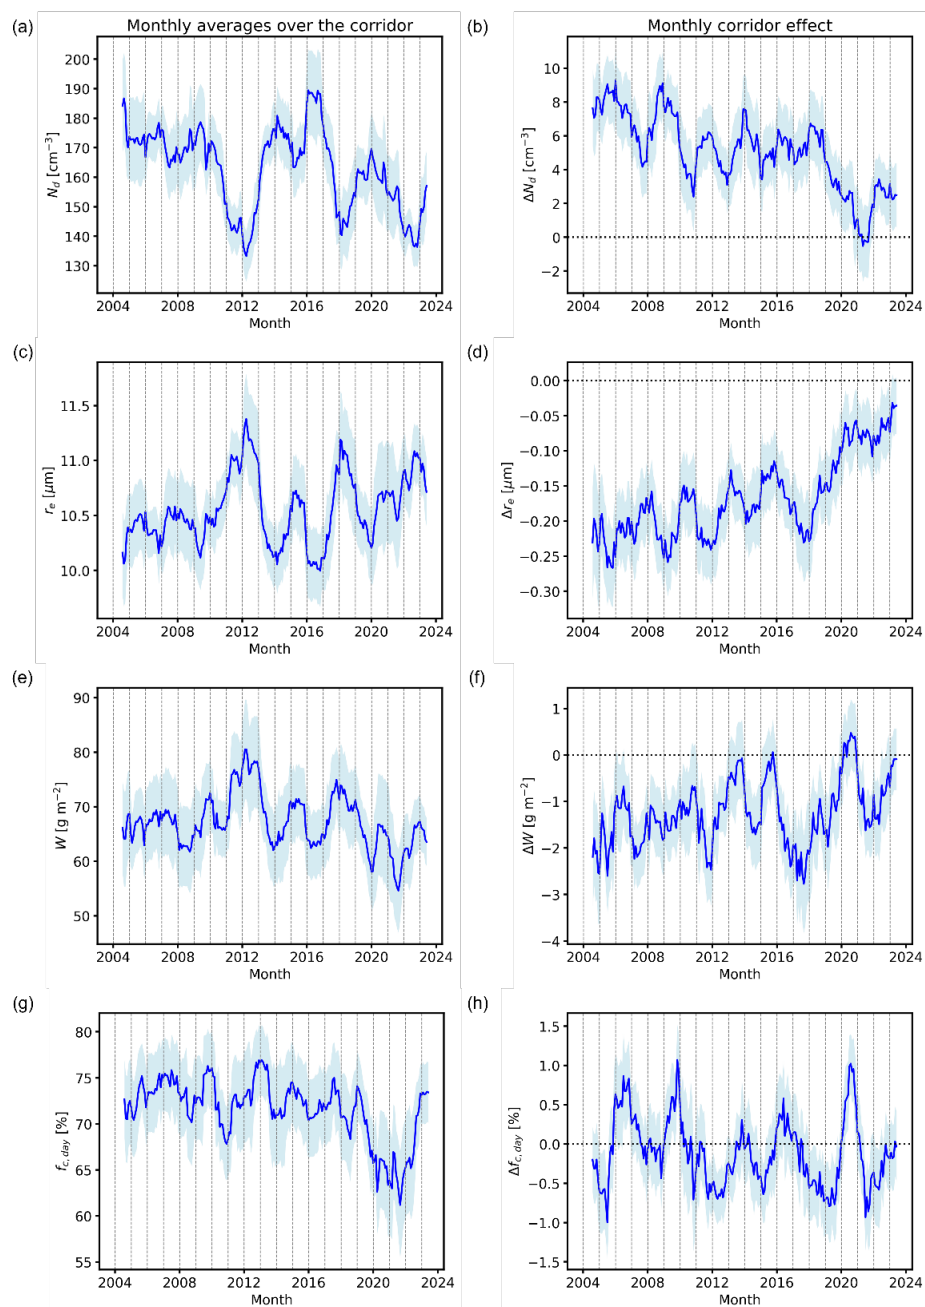 (a) Monthly averages over the corridor
200
190
180
170
160
150
140
130
N_d [cm⁻³]
2004 2008 2012 2016 2020 2024
Month
(b) Monthly corridor effect
10
8
6
4
2
0
−2
ΔN_d [cm⁻³]
2004 2008 2012 2016 2020 2024
Month
(c)
11.5
11.0
10.5
10.0
r_e [μm]
2004 2008 2012 2016 2020 2024
Month
(d)
0.00
−0.05
−0.10
−0.15
−0.20
−0.25
−0.30
Δr_e [μm]
2004 2008 2012 2016 2020 2024
Month
(e)
90
80
70
60
50
W [g m⁻²]
2004 2008 2012 2016 2020 2024
Month
(f)
1
0
−1
−2
−3
−4
ΔW [g m⁻²]
2004 2008 2012 2016 2020 2024
Month
(g)
80
75
70
65
60
55
f_c, day [%]
2004 2008 2012 2016 2020 2024
Month
(h)
1.5
1.0
0.5
0.0
−0.5
−1.0
−1.5
Δf_c, day [%]
2004 2008 2012 2016 2020 2024
Month